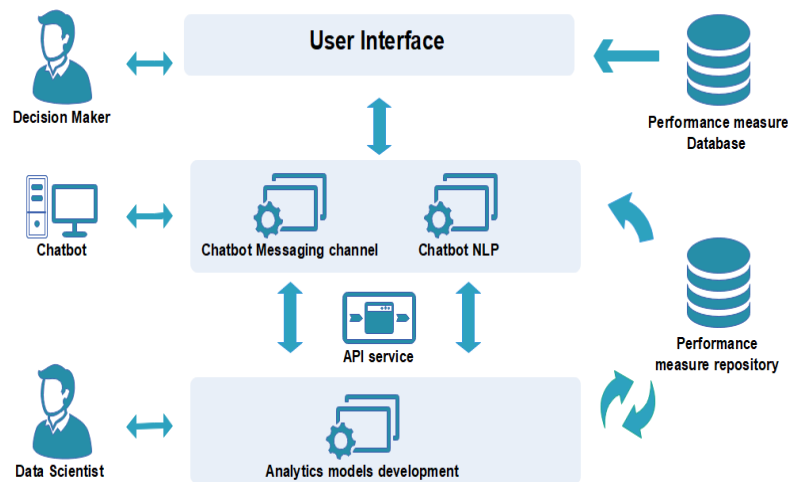 User Interface
Decision Maker
Performance measure
Database
Chatbot
Chatbot Messaging channel
Chatbot NLP
API service
Performance
measure repository
Data Scientist
Analytics models development